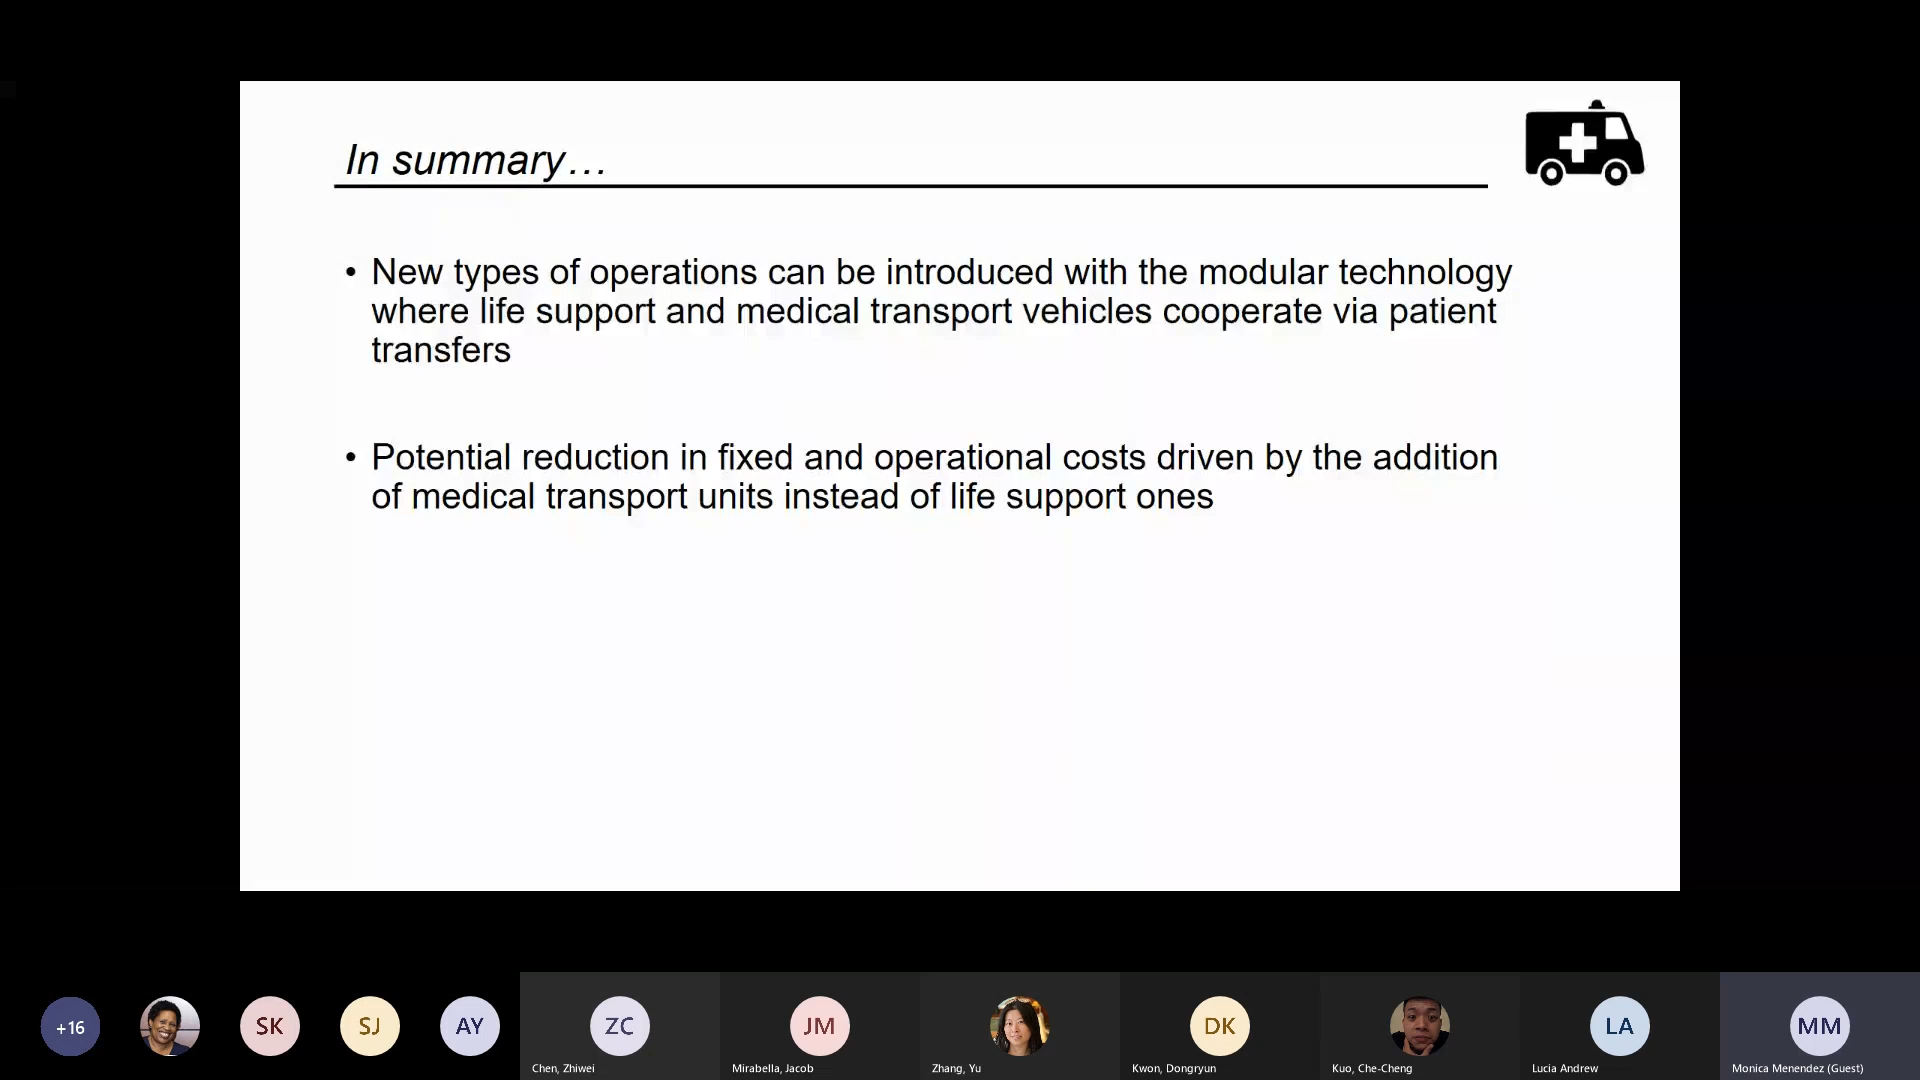 In summary…
• New types of operations can be introduced with the modular technology
where life support and medical transport vehicles cooperate via patient
transfers
• Potential reduction in fixed and operational costs driven by the addition
of medical transport units instead of life support ones
+16
SK
SJ
AY
ZC
Chen, Zhiwei
JM
Mirabella, Jacob
Zhang, Yu
DK
Kwon, Dongryun
Kuo, Che-Cheng
LA
Lucia Andrew
MM
Monica Menendez (Guest)